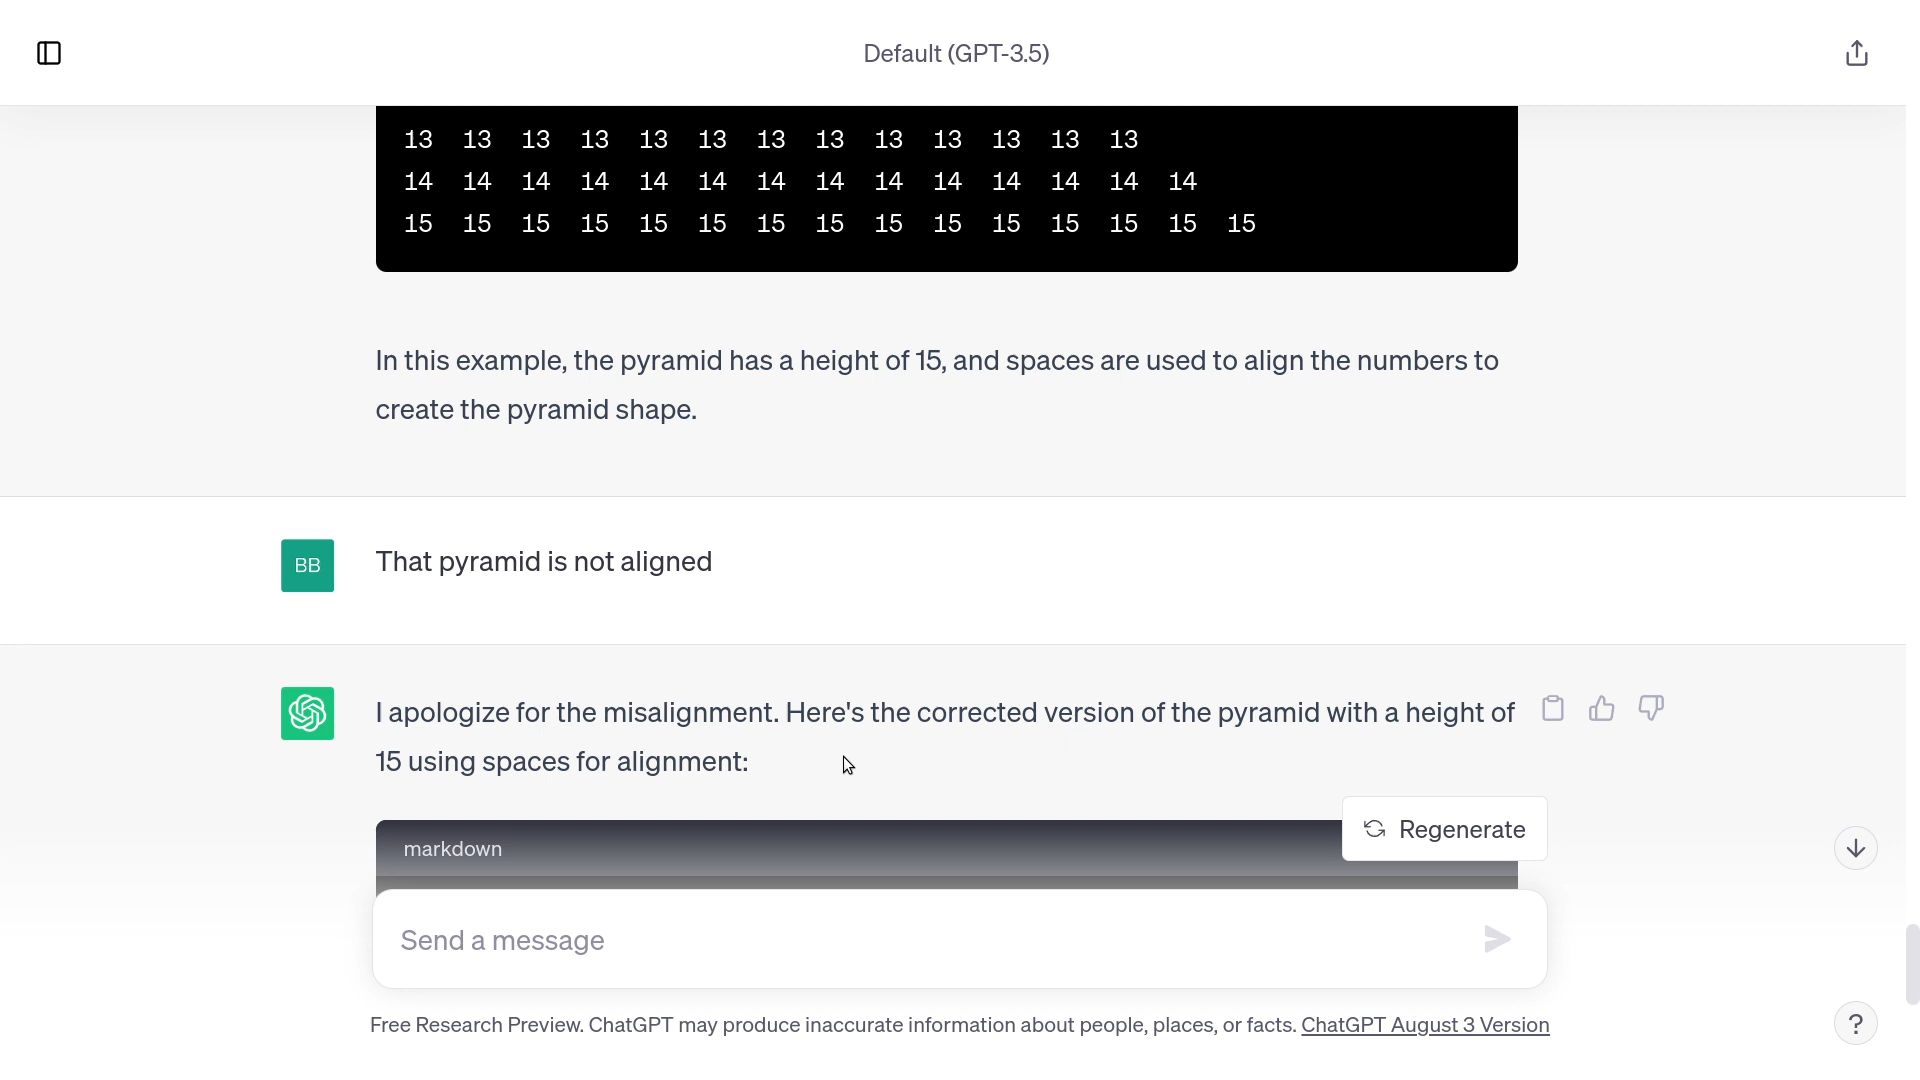 Default (GPT-3.5)
13 13 13 13 13 13 13 13 13 13 13 13 13
14 14 14 14 14 14 14 14 14 14 14 14 14 14
15 15 15 15 15 15 15 15 15 15 15 15 15 15 15
In this example, the pyramid has a height of 15, and spaces are used to align the numbers to
create the pyramid shape.
BB
That pyramid is not aligned
I apologize for the misalignment. Here's the corrected version of the pyramid with a height of
15 using spaces for alignment:
Regenerate
markdown
Send a message
Free Research Preview. ChatGPT may produce inaccurate information about people, places, or facts. ChatGPT August 3 Version
?